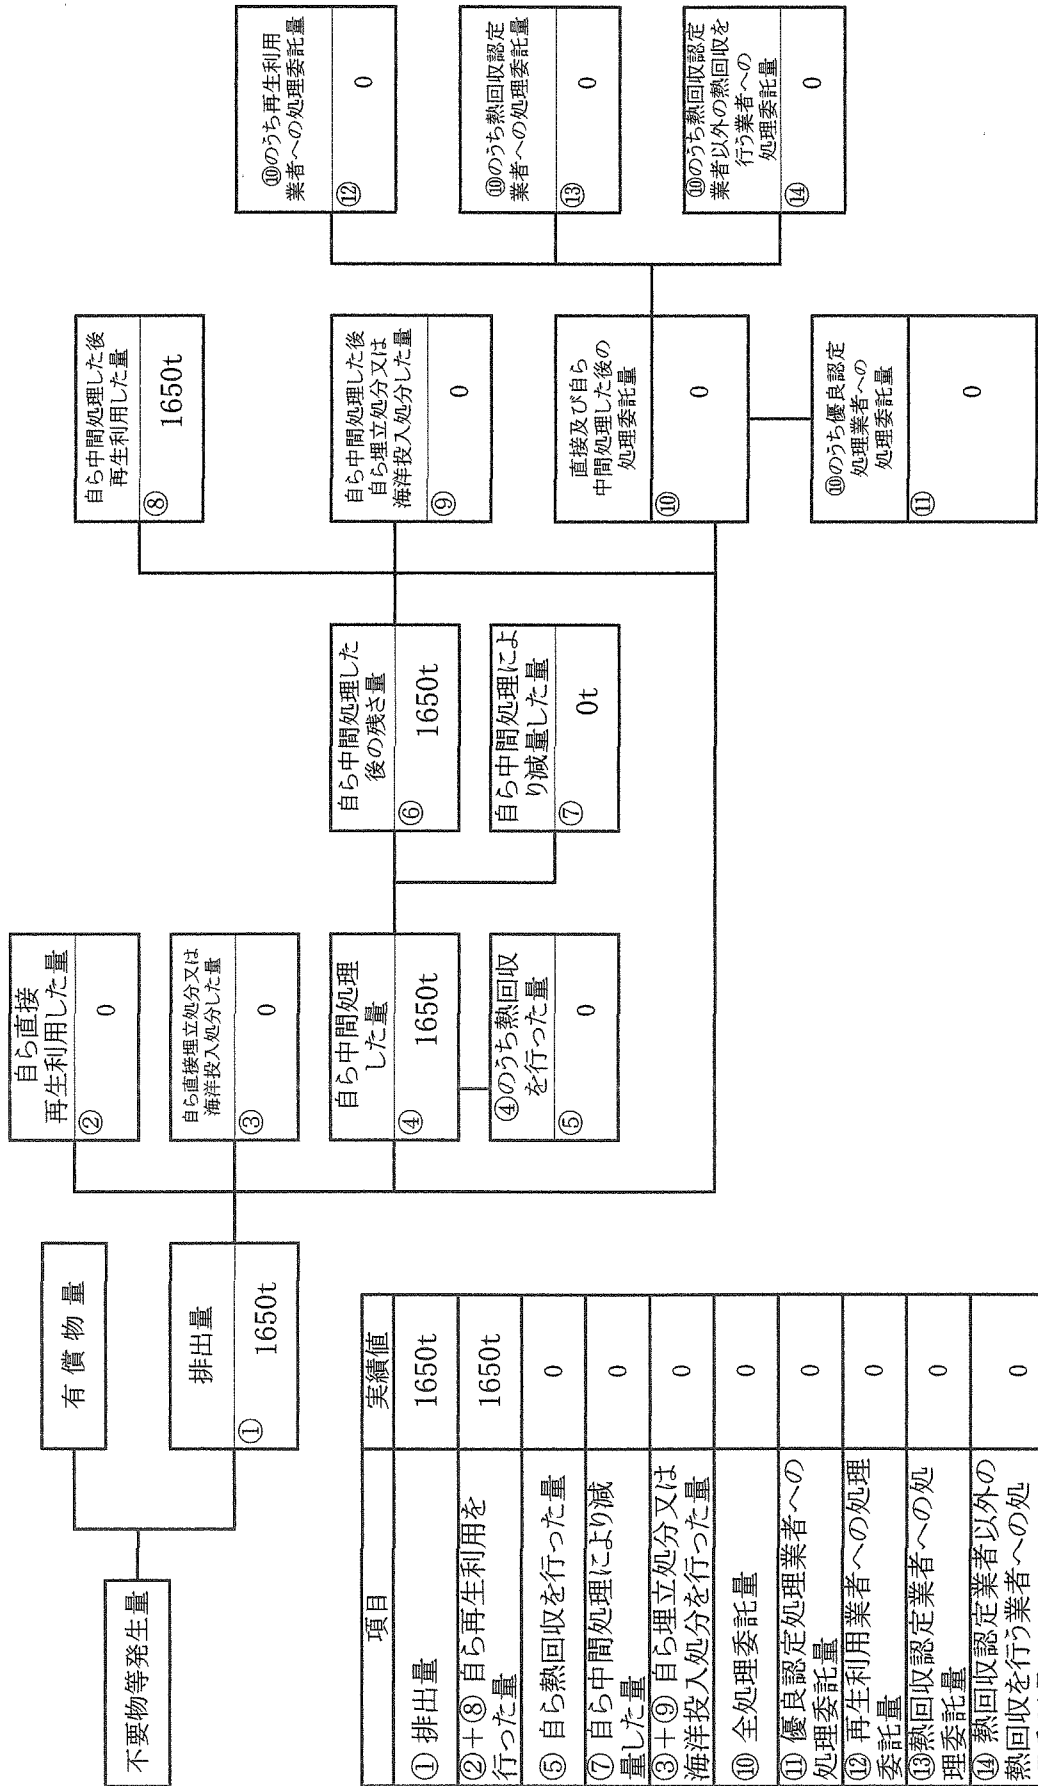 不要物等発生量
有償物量
排出量
①
1650t
自ら直接
再生利用した量
②
0
自ら直接埋立処分又は
海洋投入処分した量
③
0
自ら中間処理
した量
④
1650t
④のうち熱回収
を行った量
⑤
0
自ら中間処理した
後の残さ量
⑥
1650t
自ら中間処理によ
り減量した量
⑦
0t
自ら中間処理した後
再生利用した量
⑧
1650t
自ら中間処理した後
自ら埋立処分又は
海洋投入処分した量
⑨
0
直接及び自ら
中間処理した後の
処理委託量
⑩
0
⑩のうち優良認定
処理業者への
処理委託量
⑪
0
⑩のうち再生利用
業者への処理委託量
⑫
0
⑩のうち熱回収認定
業者への処理委託量
⑬
0
⑩のうち熱回収認定
業者以外の熱回収を
行う業者への
処理委託量
⑭
0
項目 実績値
① 排出量 1650t
②+⑧ 自ら再生利用を
行った量 1650t
⑤ 自ら熱回収を行った量 0
⑦ 自ら中間処理により減
量した量 0
③+⑨ 自ら埋立処分又は
海洋投入処分を行った量 0
⑩ 全処理委託量 0
⑪ 優良認定処理業者への
処理委託量 0
⑫ 再生利用業者への処理
委託量 0
⑬熱回収認定業者への処
理委託量 0
⑭ 熱回収認定業者以外の
熱回収を行う業者への処 0